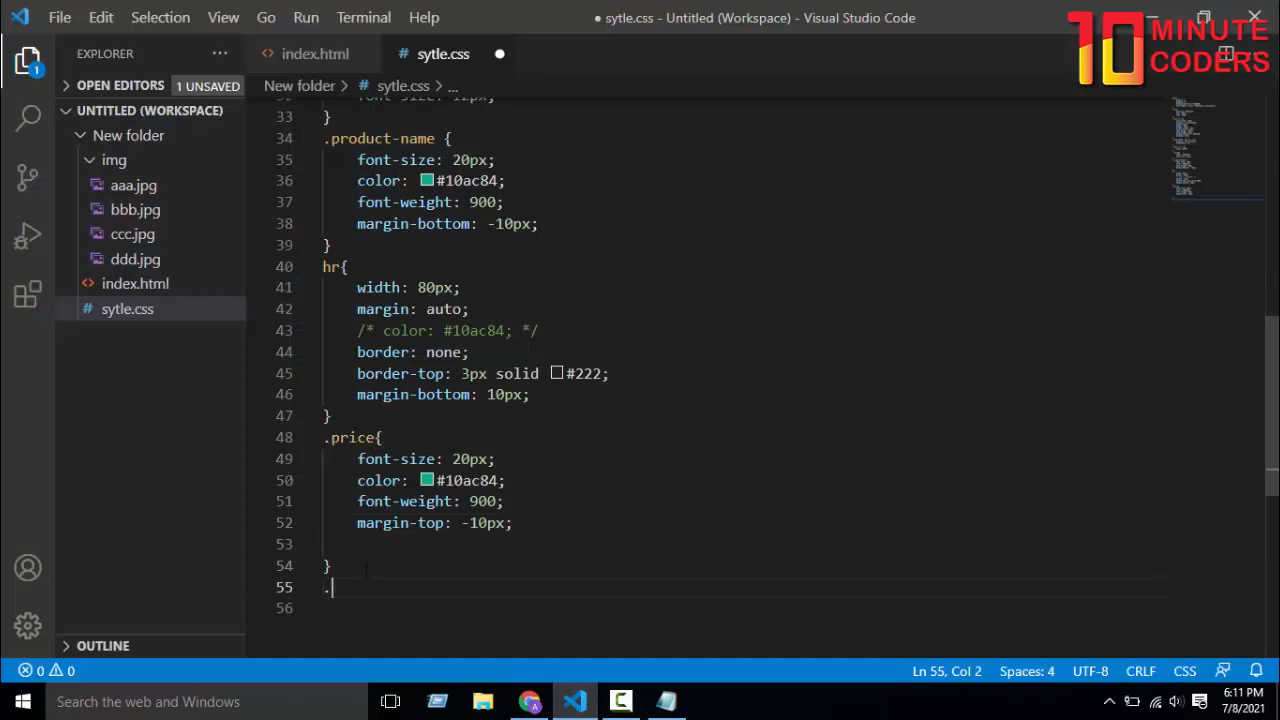 File Edit Selection View Go Run Terminal Help
● sytle.css - Untitled (Workspace) - Visual Studio Code
10 MINUTE CODERS
EXPLORER ...
index.html
# sytle.css ●
OPEN EDITORS 1 UNSAVED
New folder > # sytle.css > ...
UNTITLED (WORKSPACE)
New folder
img
aaa.jpg
bbb.jpg
ccc.jpg
ddd.jpg
<> index.html
# sytle.css
OUTLINE
1
font-size: 12px;
33 }
34 .product-name {
35 font-size: 20px;
36 color: #10ac84;
37 font-weight: 900;
38 margin-bottom: -10px;
39 }
40 hr{
41 width: 80px;
42 margin: auto;
43 /* color: #10ac84; */
44 border: none;
45 border-top: 3px solid #222;
46 margin-bottom: 10px;
47 }
48 .price{
49 font-size: 20px;
50 color: #10ac84;
51 font-weight: 900;
52 margin-top: -10px;
53
54 }
55 .
56
0 0
Ln 55, Col 2 Spaces: 4 UTF-8 CRLF CSS
Search the web and Windows
6:11 PM
7/8/2021